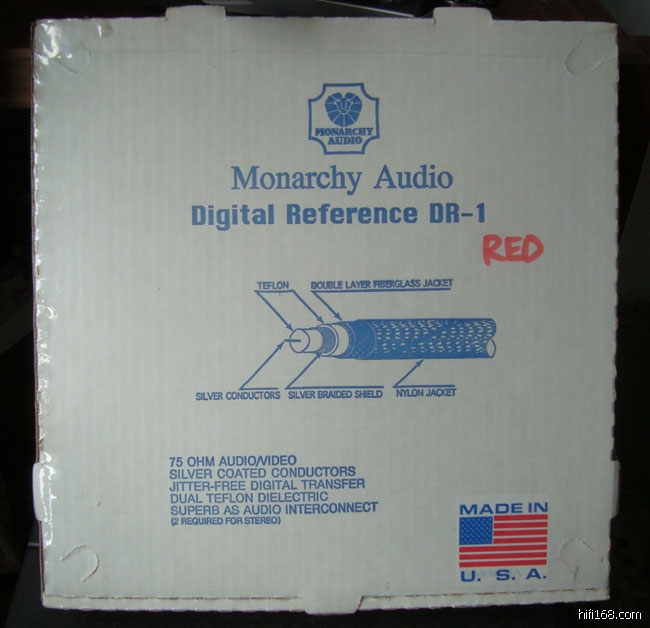 MONARCHY
AUDIO
Monarchy Audio
Digital Reference DR-1
RED
TEFLON
DOUBLE LAYER FIBERGLASS JACKET
SILVER CONDUCTORS
SILVER BRAIDED SHIELD
NYLON JACKET
75 OHM AUDIO/VIDEO
SILVER COATED CONDUCTORS
JITTER-FREE DIGITAL TRANSFER
DUAL TEFLON DIELECTRIC
SUPERB AS AUDIO INTERCONNECT
(2 REQUIRED FOR STEREO)
MADE IN
U. S. A.
hifi168.com